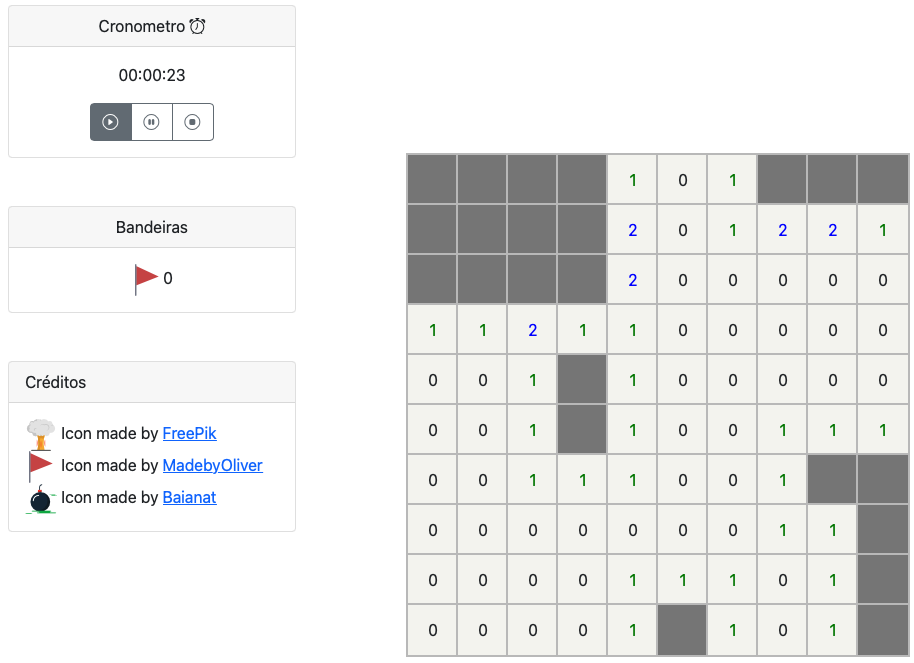 Cronometro
00:00:23
Bandeiras
0
Créditos
Icon made by FreePik
Icon made by MadebyOliver
Icon made by Baianat
1 0 1
2 0 1 2 2 1
2 0 0 0 0 0
1 1 2 1 1 0 0 0 0 0
0 0 1 1 0 0 0 0 0
0 0 1 1 0 0 1 1 1
0 0 1 1 1 0 0 1
0 0 0 0 0 0 0 1 1
0 0 0 0 1 1 1 0 1
0 0 0 0 1 1 0 1